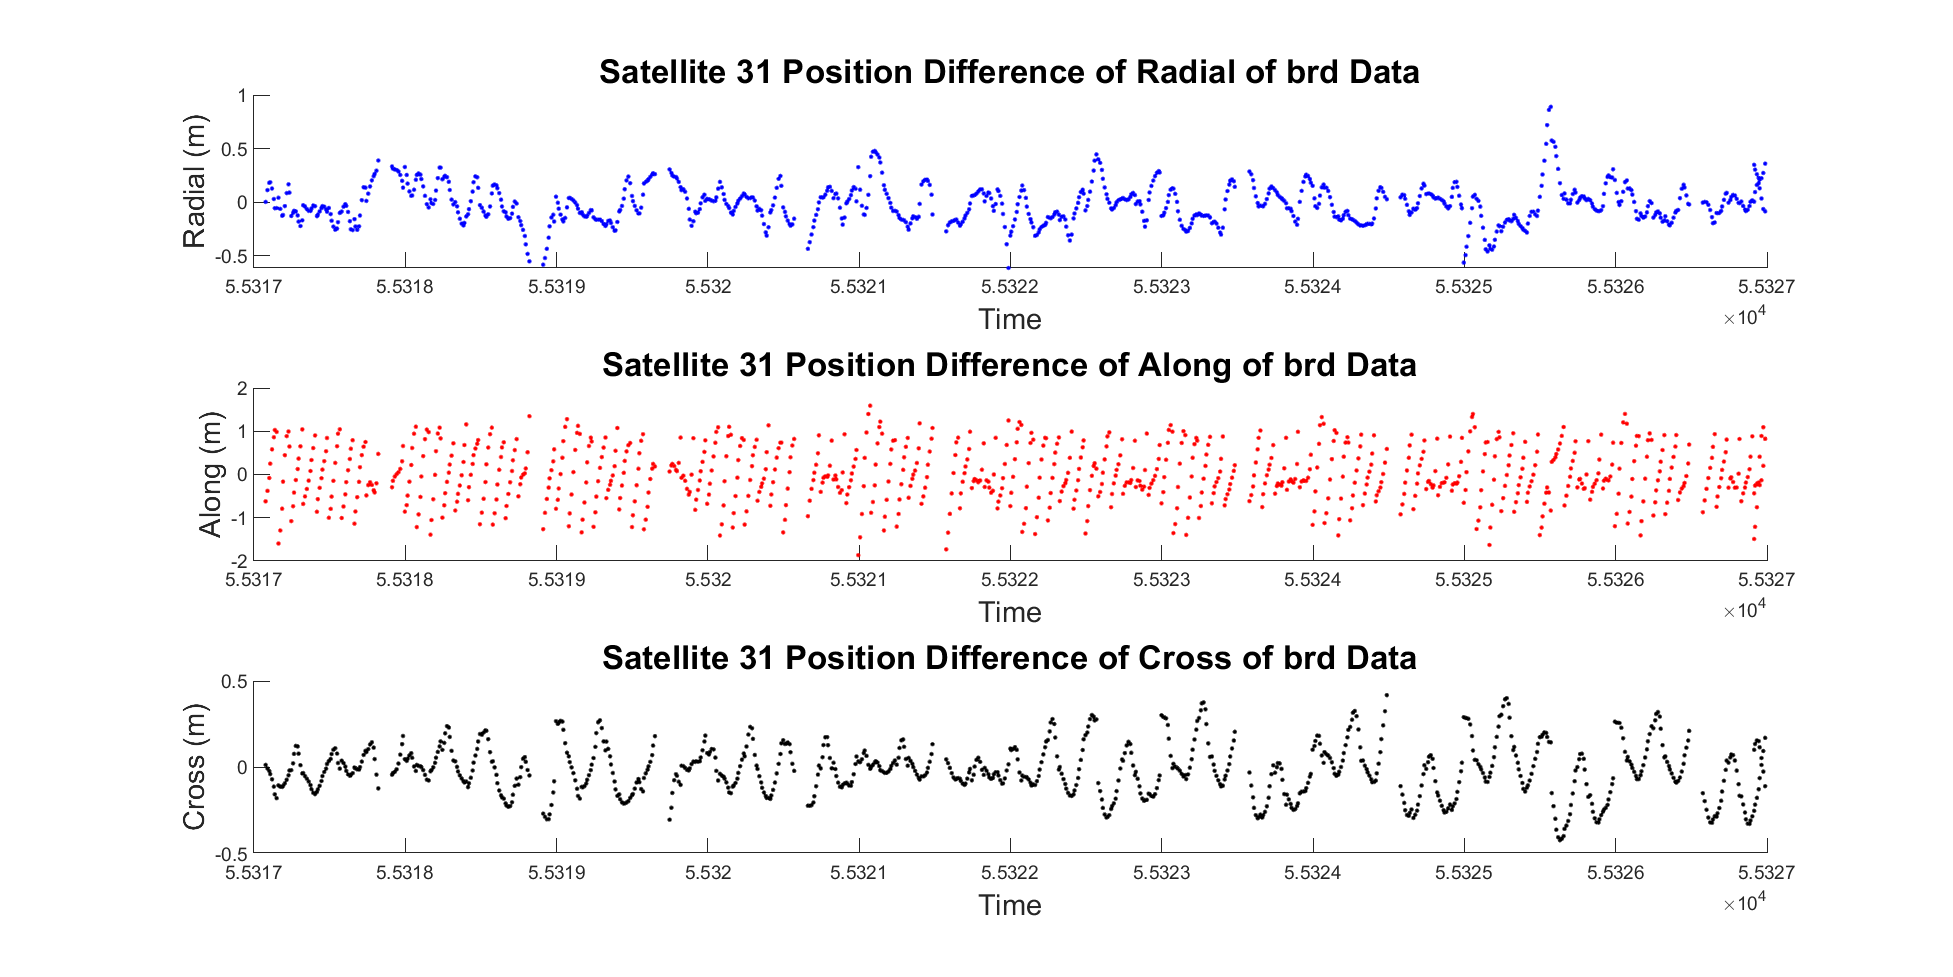 Satellite 31 Position Difference of Radial of brd Data
Radial (m)
1
0.5
0
-0.5
5.5317 5.5318 5.5319 5.532 5.5321 5.5322 5.5323 5.5324 5.5325 5.5326 5.5327
Time
×10^4
Satellite 31 Position Difference of Along of brd Data
Along (m)
2
1
0
-1
-2
5.5317 5.5318 5.5319 5.532 5.5321 5.5322 5.5323 5.5324 5.5325 5.5326 5.5327
Time
×10^4
Satellite 31 Position Difference of Cross of brd Data
Cross (m)
0.5
0
-0.5
5.5317 5.5318 5.5319 5.532 5.5321 5.5322 5.5323 5.5324 5.5325 5.5326 5.5327
Time
×10^4